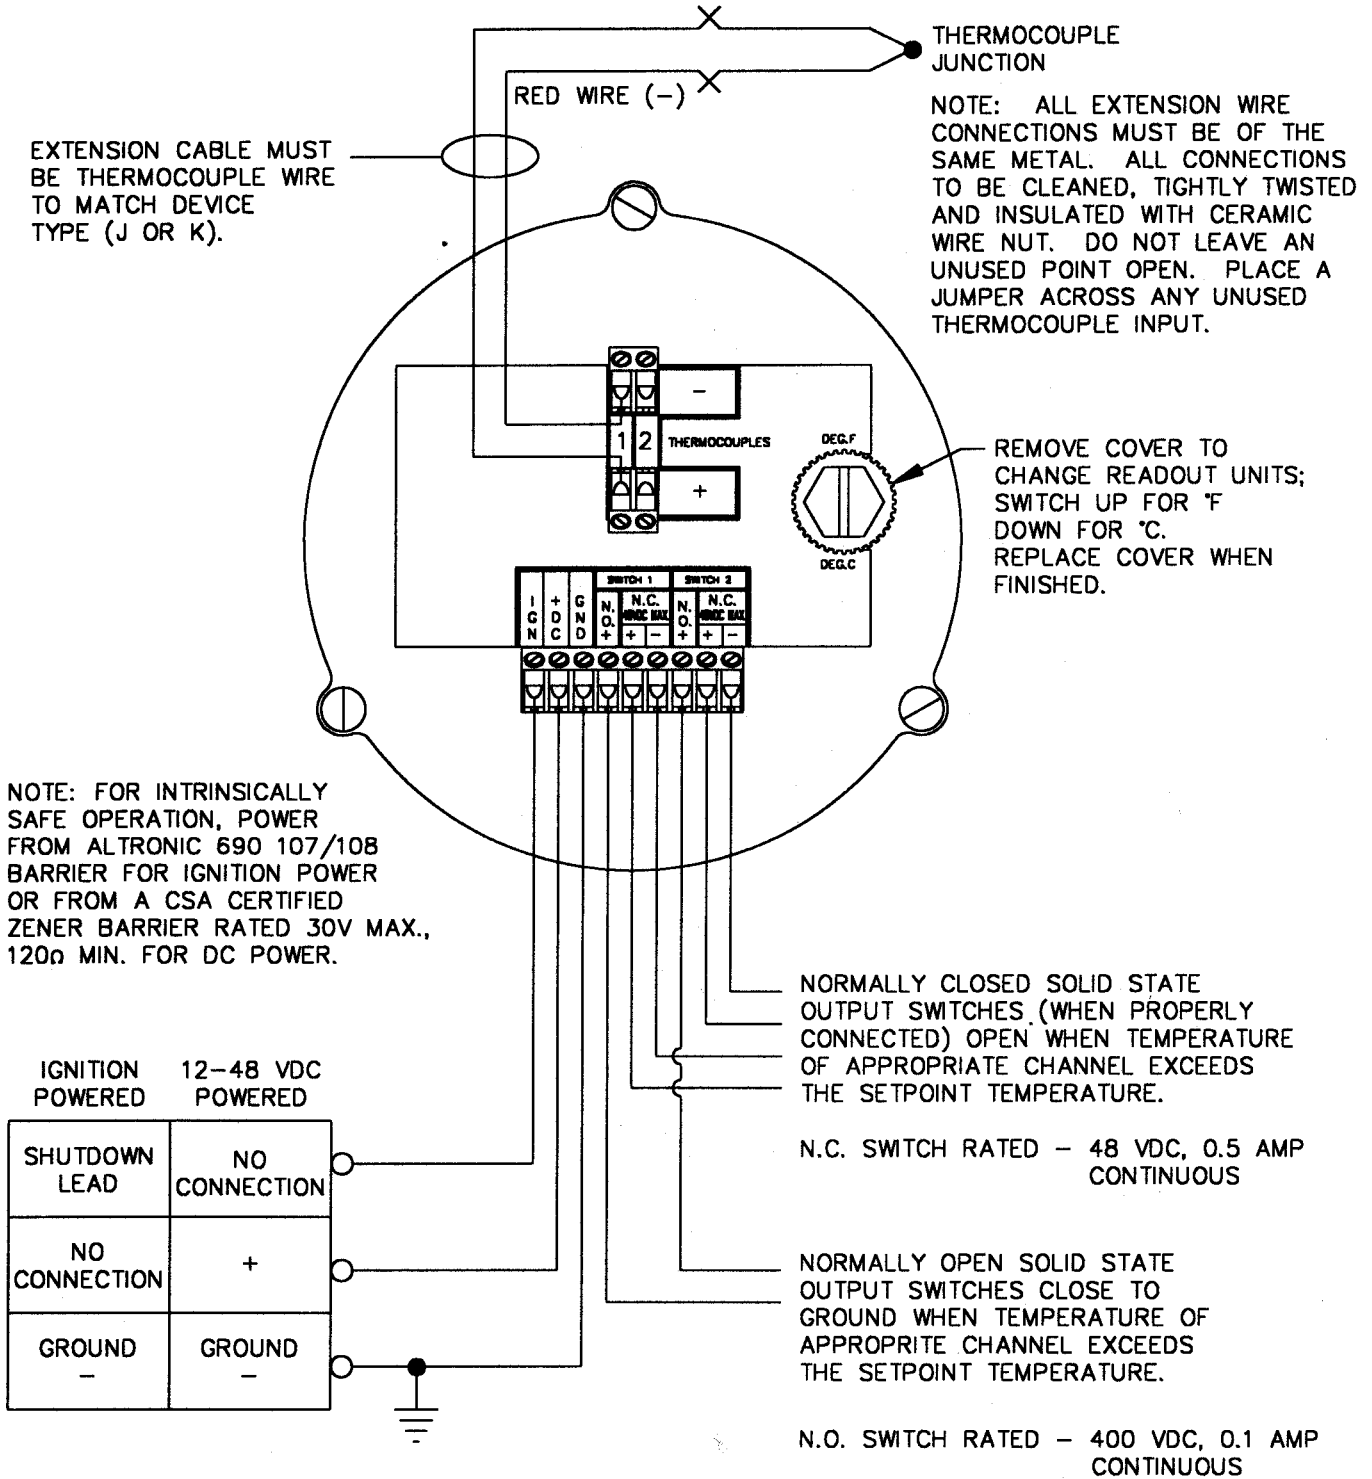 THERMOCOUPLE
JUNCTION
RED WIRE (-)
NOTE: ALL EXTENSION WIRE
CONNECTIONS MUST BE OF THE
SAME METAL. ALL CONNECTIONS
TO BE CLEANED, TIGHTLY TWISTED
AND INSULATED WITH CERAMIC
WIRE NUT. DO NOT LEAVE AN
UNUSED POINT OPEN. PLACE A
JUMPER ACROSS ANY UNUSED
THERMOCOUPLE INPUT.
EXTENSION CABLE MUST
BE THERMOCOUPLE WIRE
TO MATCH DEVICE
TYPE (J OR K).
-
1 2 THERMOCOUPLES
+
DEG.F
DEG.C
REMOVE COVER TO
CHANGE READOUT UNITS;
SWITCH UP FOR °F
DOWN FOR °C.
REPLACE COVER WHEN
FINISHED.
IGN
+DC
GND
SWITCH 1
N.O.+
N.C.
48VDC MAX.
+ -
SWITCH 2
N.O.+
N.C.
48VDC MAX.
+ -
NOTE: FOR INTRINSICALLY
SAFE OPERATION, POWER
FROM ALTRONIC 690 107/108
BARRIER FOR IGNITION POWER
OR FROM A CSA CERTIFIED
ZENER BARRIER RATED 30V MAX.,
120Ω MIN. FOR DC POWER.
NORMALLY CLOSED SOLID STATE
OUTPUT SWITCHES (WHEN PROPERLY
CONNECTED) OPEN WHEN TEMPERATURE
OF APPROPRIATE CHANNEL EXCEEDS
THE SETPOINT TEMPERATURE.
N.C. SWITCH RATED - 48 VDC, 0.5 AMP
CONTINUOUS
IGNITION
POWERED
12-48 VDC
POWERED
SHUTDOWN
LEAD
NO
CONNECTION
NO
CONNECTION
+
GROUND
-
GROUND
-
NORMALLY OPEN SOLID STATE
OUTPUT SWITCHES CLOSE TO
GROUND WHEN TEMPERATURE OF
APPROPRITE CHANNEL EXCEEDS
THE SETPOINT TEMPERATURE.
N.O. SWITCH RATED - 400 VDC, 0.1 AMP
CONTINUOUS